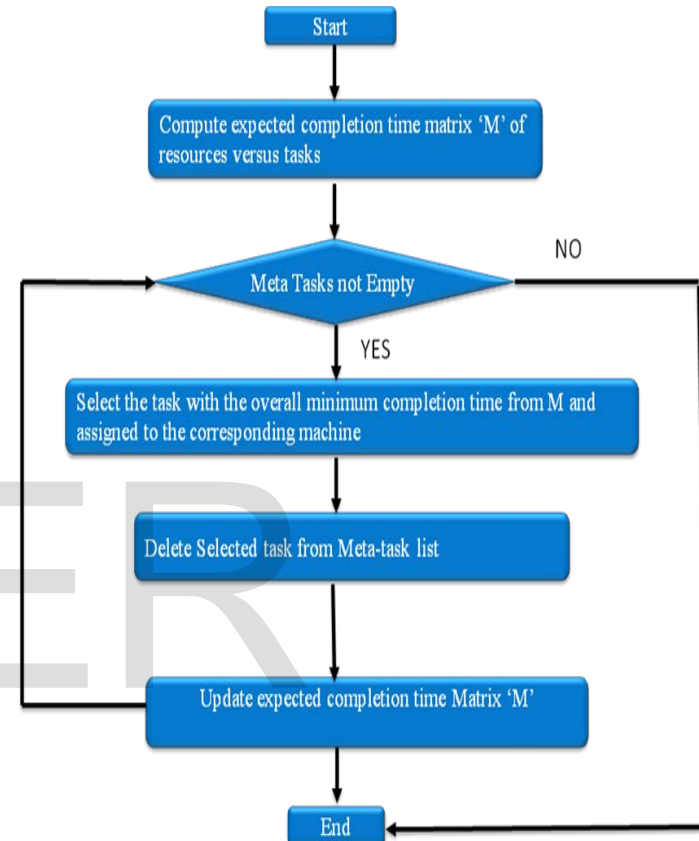 Start
Compute expected completion time matrix ‘M’ of
resources versus tasks
Meta Tasks not Empty
NO
YES
Select the task with the overall minimum completion time from M and
assigned to the corresponding machine
Delete Selected task from Meta-task list
Update expected completion time Matrix ‘M’
End
ER